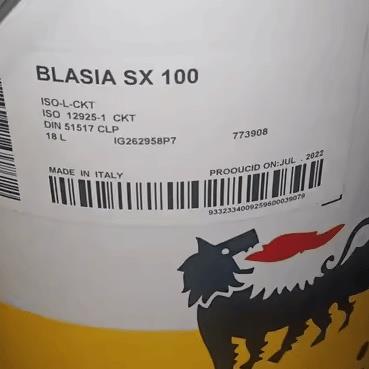 BLASIA SX 100
ISO-L-CKT
ISO 12925-1 CKT
DIN 51517 CLP
18 L IG262958P7 773908
MADE IN ITALY PROOUCID ON:JUL . 2022
9332334009259600039079